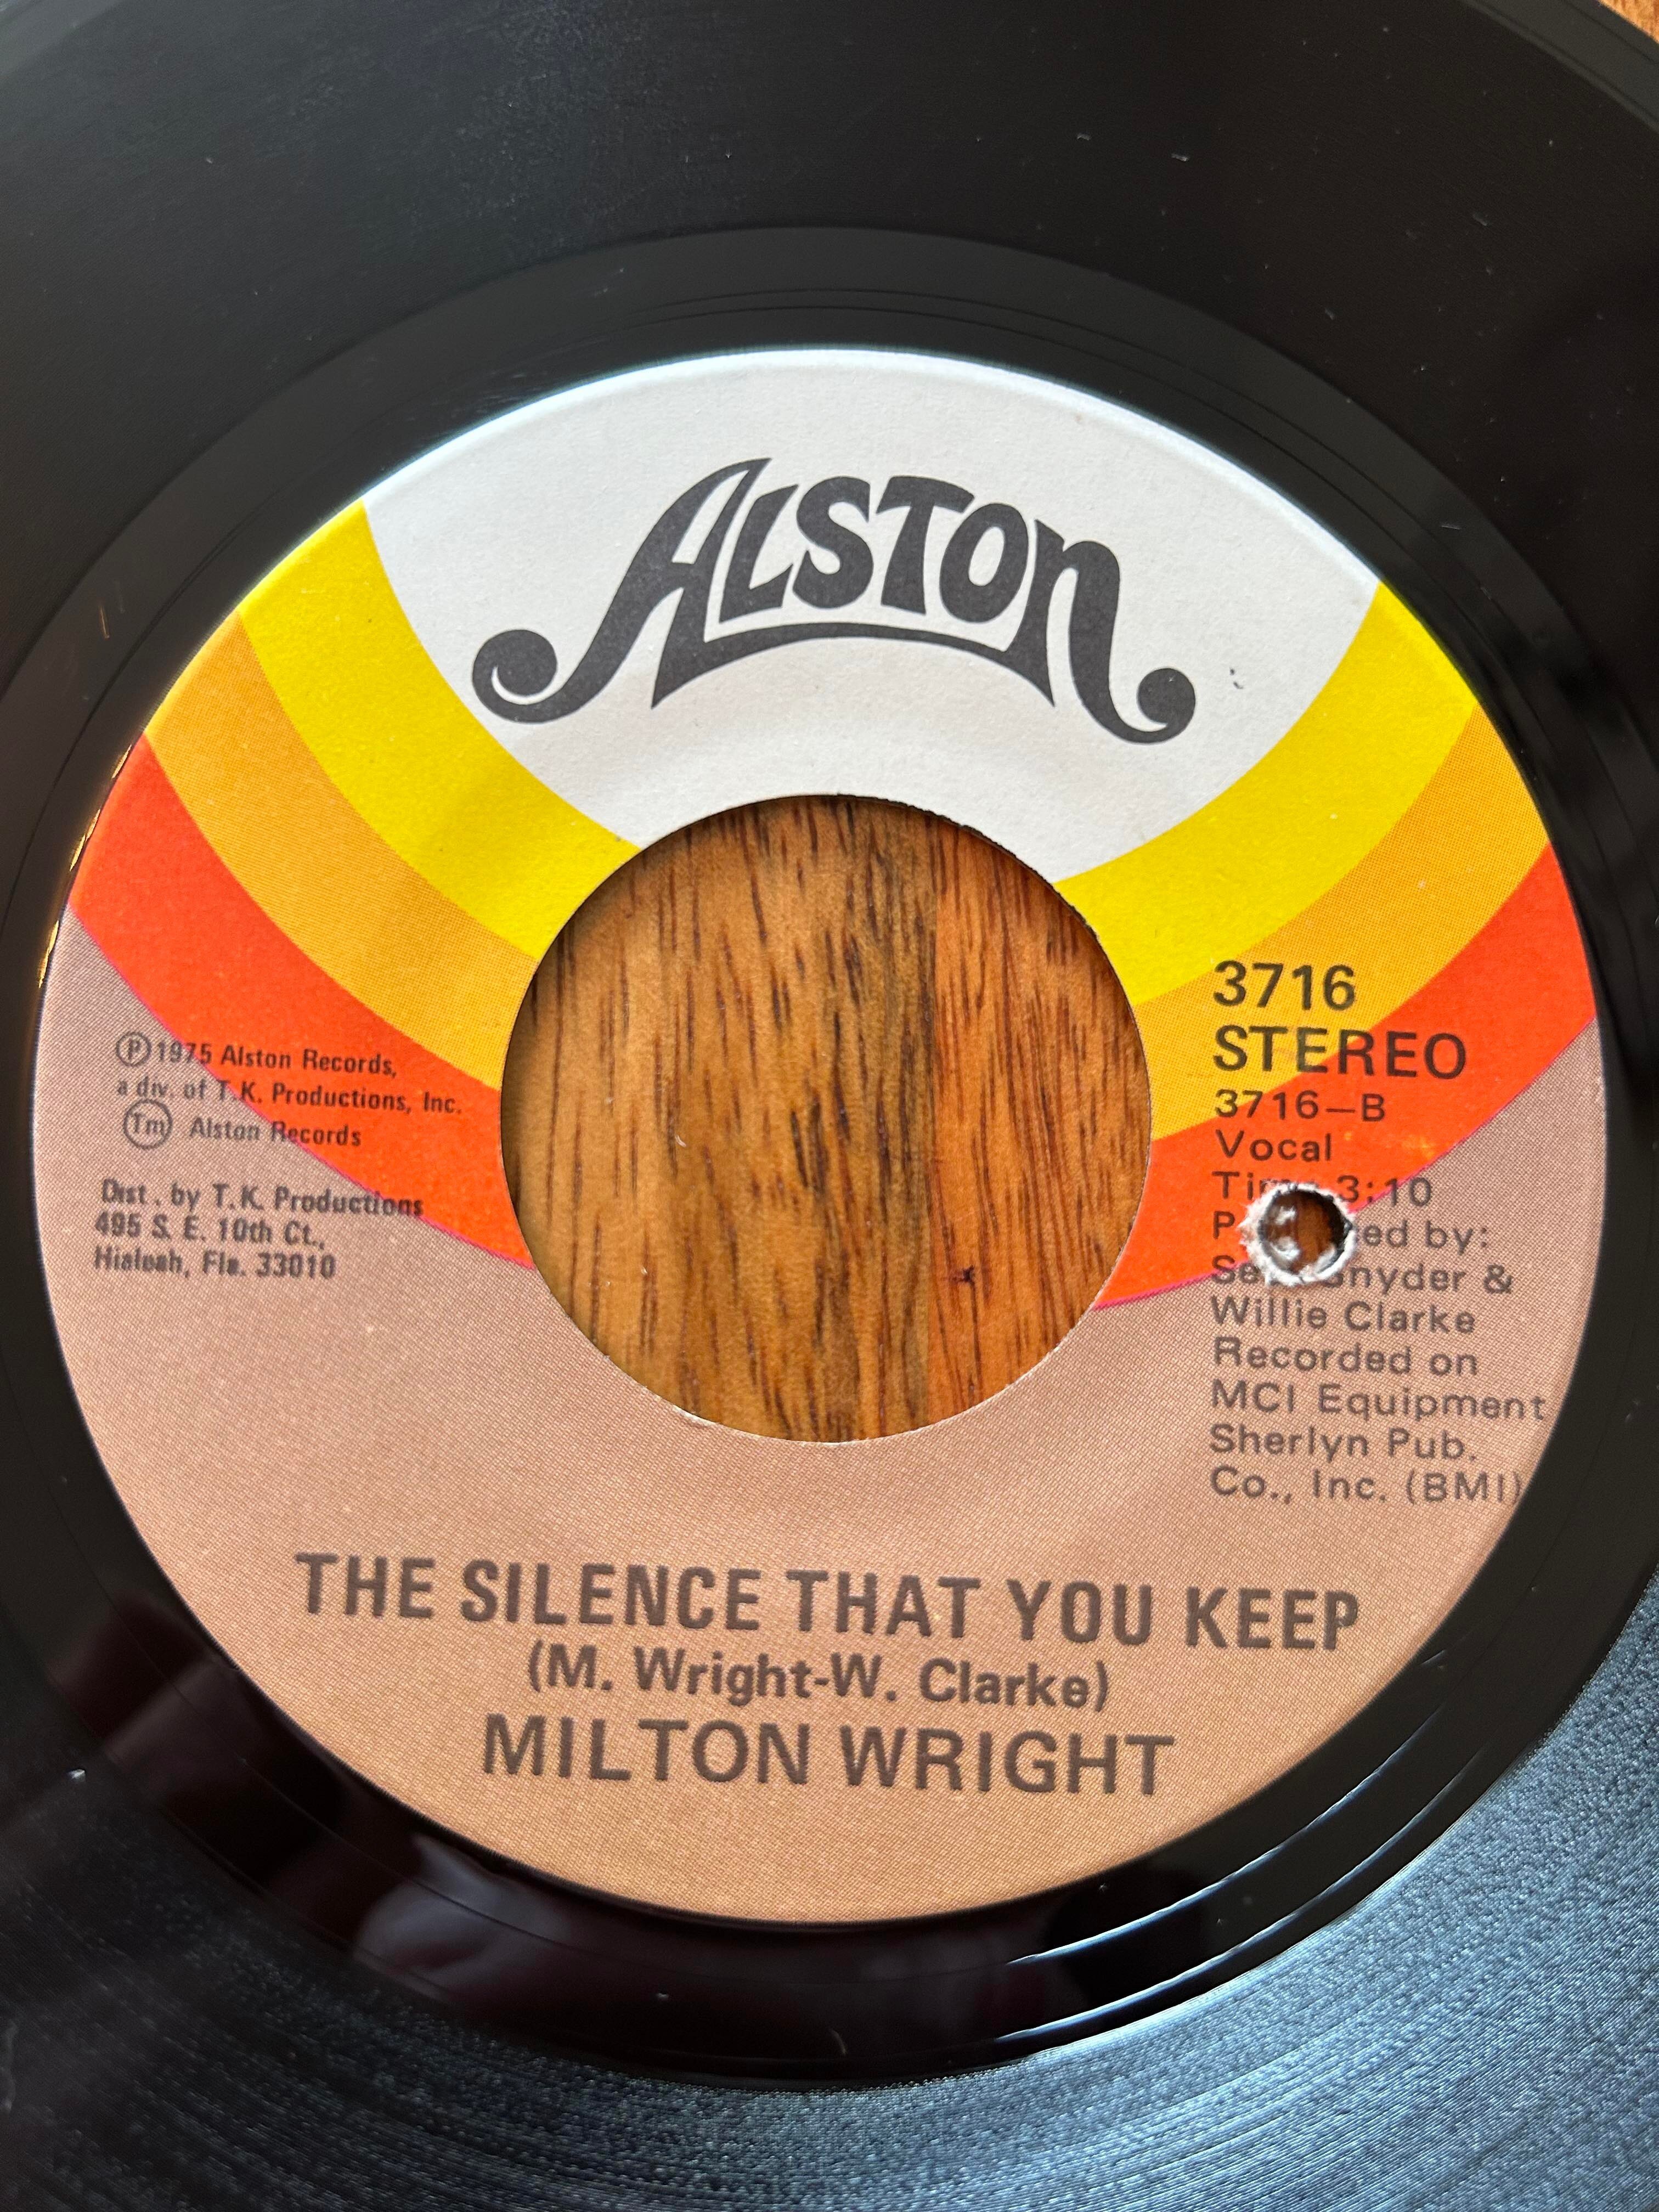 ALSTON
3716
STEREO
3716-B
Vocal
3:10
by:
Snyder &
Willie Clarke
Recorded on
MCI Equipment
Sherlyn Pub.
Co., Inc. (BMI)
Ⓟ1975 Alston Records,
a div. of T.K. Productions, Inc.
Tm Alston Records
Dist. by T.K. Productions
495 S. E. 10th Ct.,
Hialeah, Fla. 33010
THE SILENCE THAT YOU KEEP
(M. Wright-W. Clarke)
MILTON WRIGHT